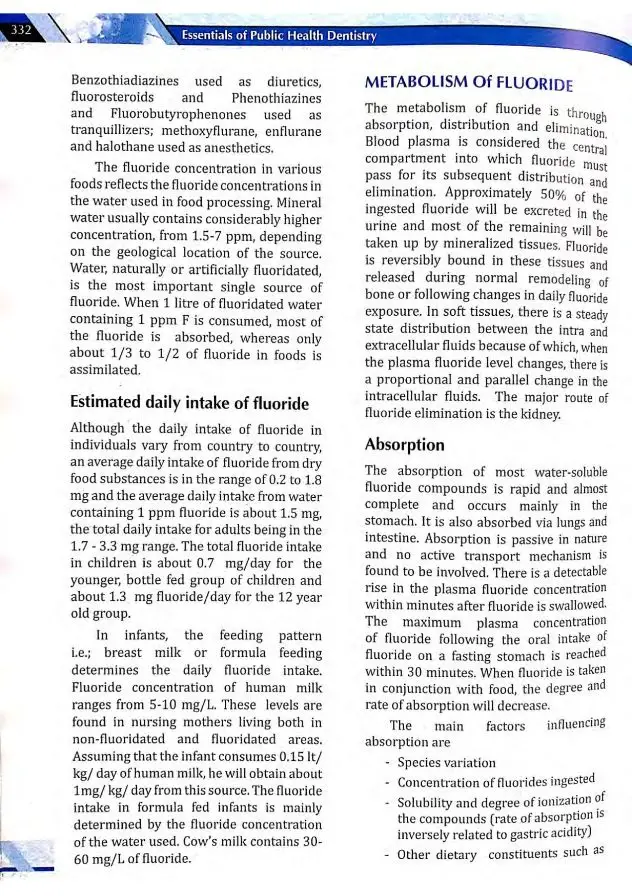 332
Essentials of Public Health Dentistry
Benzothiadiazines used as diuretics,
fluorosteroids and Phenothiazines
and Fluorobutyrophenones used as
tranquillizers; methoxyflurane, enflurane
and halothane used as anesthetics.
The fluoride concentration in various
foods reflects the fluoride concentrations in
the water used in food processing. Mineral
water usually contains considerably higher
concentration, from 1.5-7 ppm, depending
on the geological location of the source.
Water, naturally or artificially fluoridated,
is the most important single source of
fluoride. When 1 litre of fluoridated water
containing 1 ppm F is consumed, most of
the fluoride is absorbed, whereas only
about 1/3 to 1/2 of fluoride in foods is
assimilated.
Estimated daily intake of fluoride
Although the daily intake of fluoride in
individuals vary from country to country,
an average daily intake of fluoride from dry
food substances is in the range of 0.2 to 1.8
mg and the average daily intake from water
containing 1 ppm fluoride is about 1.5 mg,
the total daily intake for adults being in the
1.7 - 3.3 mg range. The total fluoride intake
in children is about 0.7 mg/day for the
younger, bottle fed group of children and
about 1.3 mg fluoride/day for the 12 year
old group.
In infants, the feeding pattern
i.e.; breast milk or formula feeding
determines the daily fluoride intake.
Fluoride concentration of human milk
ranges from 5-10 mg/L. These levels are
found in nursing mothers living both in
non-fluoridated and fluoridated areas.
Assuming that the infant consumes 0.15 lt/
kg/ day of human milk, he will obtain about
1mg/ kg/ day from this source. The fluoride
intake in formula fed infants is mainly
determined by the fluoride concentration
of the water used. Cow's milk contains 30-
60 mg/L of fluoride.
METABOLISM Of FLUORIDE
The metabolism of fluoride is through
absorption, distribution and elimination.
Blood plasma is considered the central
compartment into which fluoride must
pass for its subsequent distribution and
elimination. Approximately 50% of the
ingested fluoride will be excreted in the
urine and most of the remaining will be
taken up by mineralized tissues. Fluoride
is reversibly bound in these tissues and
released during normal remodeling of
bone or following changes in daily fluoride
exposure. In soft tissues, there is a steady
state distribution between the intra and
extracellular fluids because of which, when
the plasma fluoride level changes, there is
a proportional and parallel change in the
intracellular fluids. The major route of
fluoride elimination is the kidney.
Absorption
The absorption of most water-soluble
fluoride compounds is rapid and almost
complete and occurs mainly in the
stomach. It is also absorbed via lungs and
intestine. Absorption is passive in nature
and no active transport mechanism is
found to be involved. There is a detectable
rise in the plasma fluoride concentration
within minutes after fluoride is swallowed.
The maximum plasma concentration
of fluoride following the oral intake of
fluoride on a fasting stomach is reached
within 30 minutes. When fluoride is taken
in conjunction with food, the degree and
rate of absorption will decrease.
The main factors influencing
absorption are
- Species variation
- Concentration of fluorides ingested
- Solubility and degree of ionization of
the compounds (rate of absorption is
inversely related to gastric acidity)
- Other dietary constituents such as